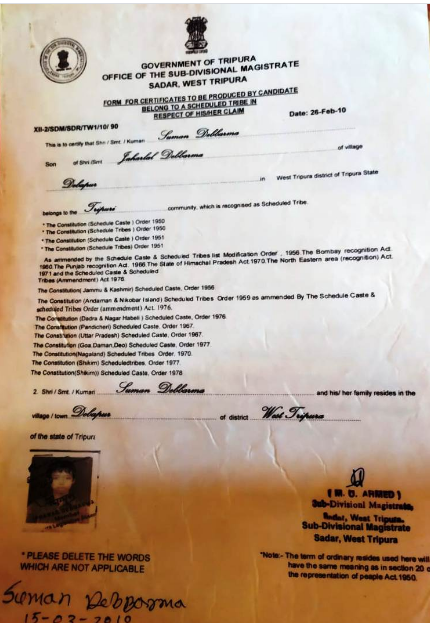 GOVERNMENT OF TRIPURA
OFFICE OF THE SUB-DIVISIONAL MAGISTRATE
SADAR, WEST TRIPURA
FORM FOR CERTIFICATES TO BE PRODUCED BY CANDIDATE
BELONG TO A SCHEDULED TRIBE IN
RESPECT OF HIS/HER CLAIM
Date: 26-Feb-10
XII-2/SDM/SDR/TW1/10/ 90
This is to certify that Shri / Smt. / Kumari Suman Debbarma
Son of Shri /Smt Jaharlal Debbarma of village
Debapur in West Tripura district of Tripura State
belongs to the Tripuri community, which is recognised as Scheduled Tribe.
* The Constitution (Schedule Caste ) Order 1950
* The Constitution (Scheduled Tribes) Order 1950
* The Constitution (Schedule Caste ) Order 1951
* The Constitution (Schedule Tribes) Order 1951
As ammended by the Schedule Caste & Scheduled Tribes list Modification Order , 1956 The Bombay recognition Act.
1960 The Punjab recognition Act. 1966.The State of Himachal Pradesh Act.1970.The North Eastern area (recognition) Act.
1971 and the Scheduled Caste & Scheduled
Tribes (Ammendment) Act.1976.
The Constitution( Jammu & Kashmir) Scheduled Caste, Order 1956
The Constitution (Andaman & Nikobar Island) Scheduled Tribes Order 1959 as ammended By The Schedule Caste &
scheduled Tribes Order (ammendment) Act. 1976.
The Constitution (Dadra & Nagar Habeli ) Scheduled Caste, Order 1976.
The Constitution (Pandicheri) Scheduled Caste, Order 1967.
The Constitution (Uttar Pradesh) Scheduled Caste, Order 1967.
The Constitution (Goa.Daman,Deo) Scheduled Caste, Order 1977
The Constitution(Nagaland) Scheduled Tribes Order. 1970.
The Constitution (Shikim) Scheduledtribes. Order 1977.
The Constitution(Shikim)) Scheduled Caste, Order 1978
2. Shri / Smt. / Kumari Suman Debbarma and his/ her family resides in the
village / town Debapur of district West Tripura
of the state of Tripuri
( M. U. AHMED )
Sub-Divisional Magistrate
Sadar, West Tripura
Sub-Divisional Magistrate
Sadar, West Tripura
* PLEASE DELETE THE WORDS
WHICH ARE NOT APPLICABLE
*Note:- The term of ordinary resides used here will
have the same meaning as in section 20 o
the representation of people Act.1950.
Suman Debbarma
15-02-2010